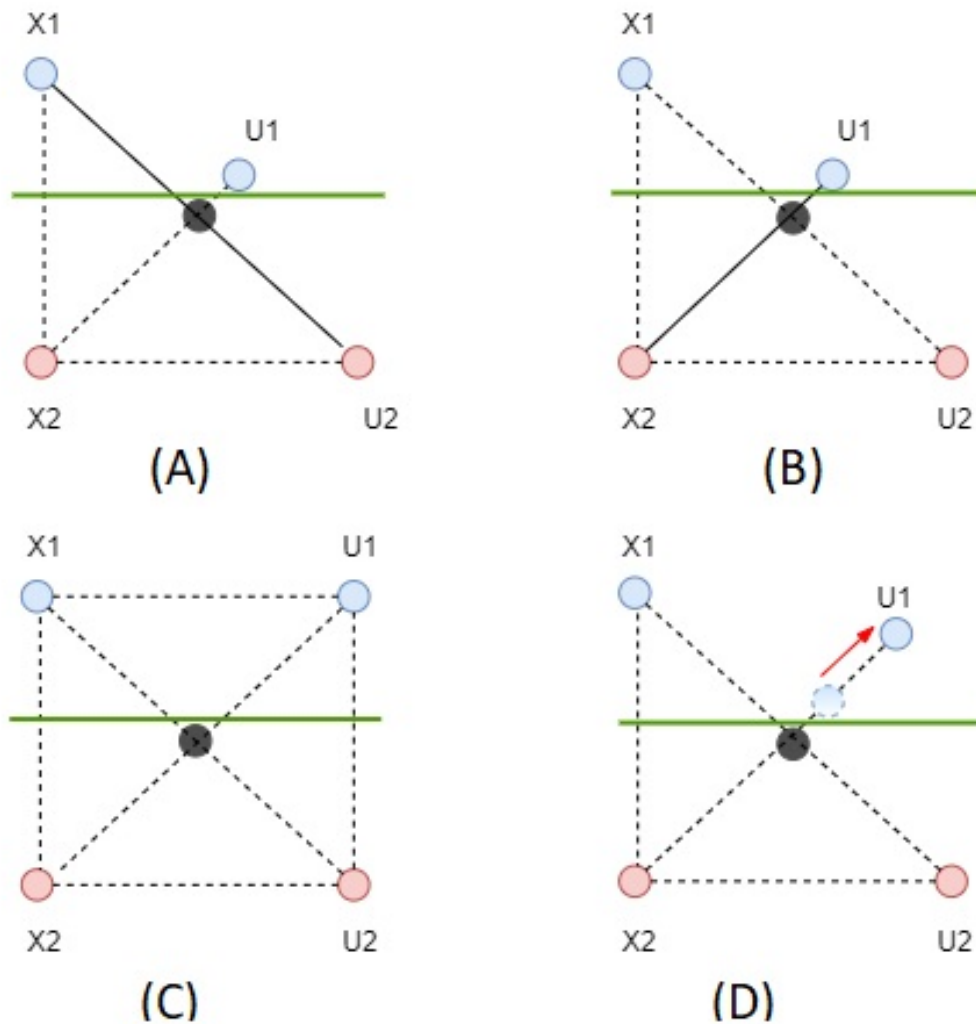 X1 X1
U1 U1
X2 U2 X2 U2
(A) (B)
X1 U1 X1
U1
X2 U2 X2 U2
(C) (D)